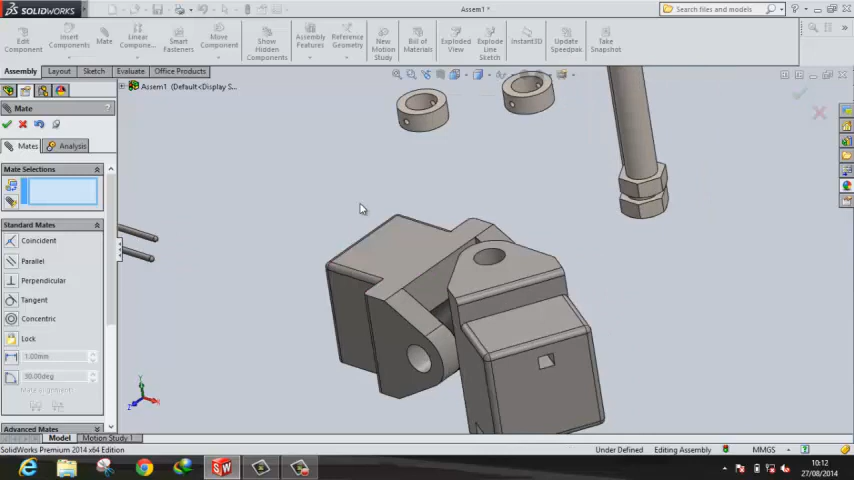 SOLIDWORKS
Assem1 *
Search files and models
Edit Component
Insert Components
Mate
Linear Compone...
Smart Fasteners
Move Component
Show Hidden Components
Assembly Features
Reference Geometry
New Motion Study
Bill of Materials
Exploded View
Explode Line Sketch
Instant3D
Update Speedpak
Take Snapshot
Assembly
Layout
Sketch
Evaluate
Office Products
Assem1 (Default<Display S...
Mate
?
Mates
Analysis
Mate Selections
Standard Mates
Coincident
Parallel
Perpendicular
Tangent
Concentric
Lock
1.00mm
30.00deg
Mate alignment:
Advanced Mates
Y
X
Z
Model
Motion Study 1
SolidWorks Premium 2014 x64 Edition
Under Defined
Editing Assembly
MMGS
10:12
27/08/2014